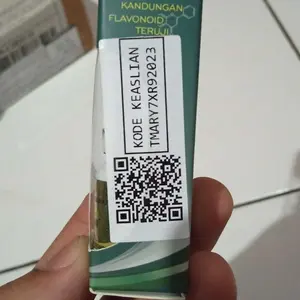 KANDUNGAN
FLAVONOID
TERUJI
KODE KEASLIAN
TMARY7XR92023